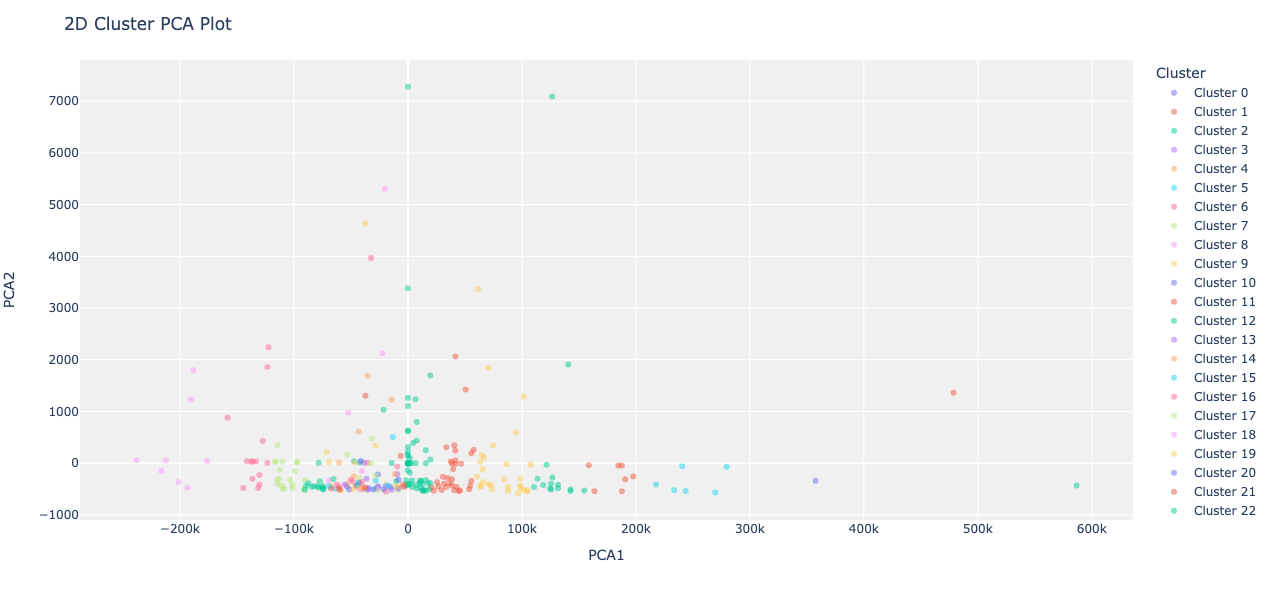 2D Cluster PCA Plot
PCA2
7000
6000
5000
4000
3000
2000
1000
0
−1000
−200k
−100k
0
100k
200k
300k
400k
500k
600k
PCA1
Cluster
Cluster 0
Cluster 1
Cluster 2
Cluster 3
Cluster 4
Cluster 5
Cluster 6
Cluster 7
Cluster 8
Cluster 9
Cluster 10
Cluster 11
Cluster 12
Cluster 13
Cluster 14
Cluster 15
Cluster 16
Cluster 17
Cluster 18
Cluster 19
Cluster 20
Cluster 21
Cluster 22